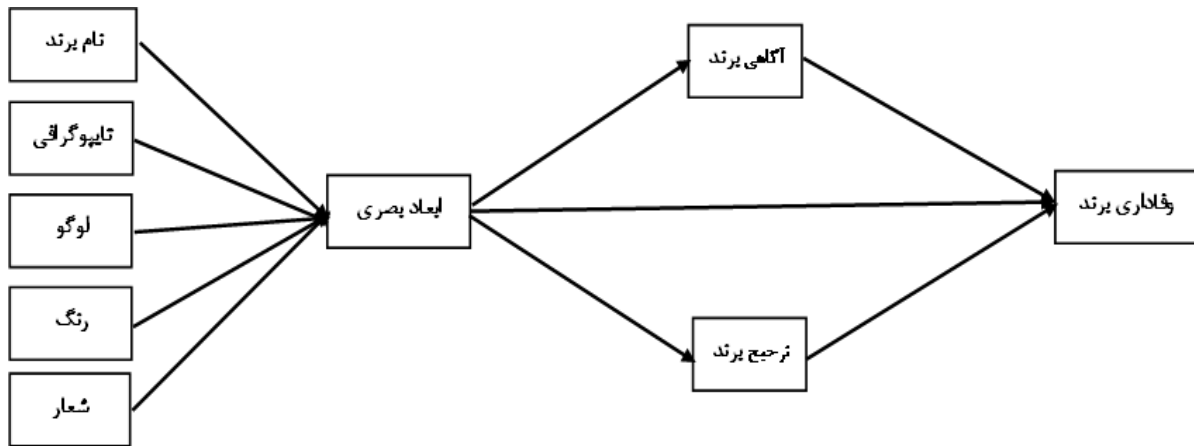 نام برند
تایپوگرافی
لوگو
رنگ
شعار
ابعاد بصری
آگاهی برند
ترجیح برند
وفاداری برند